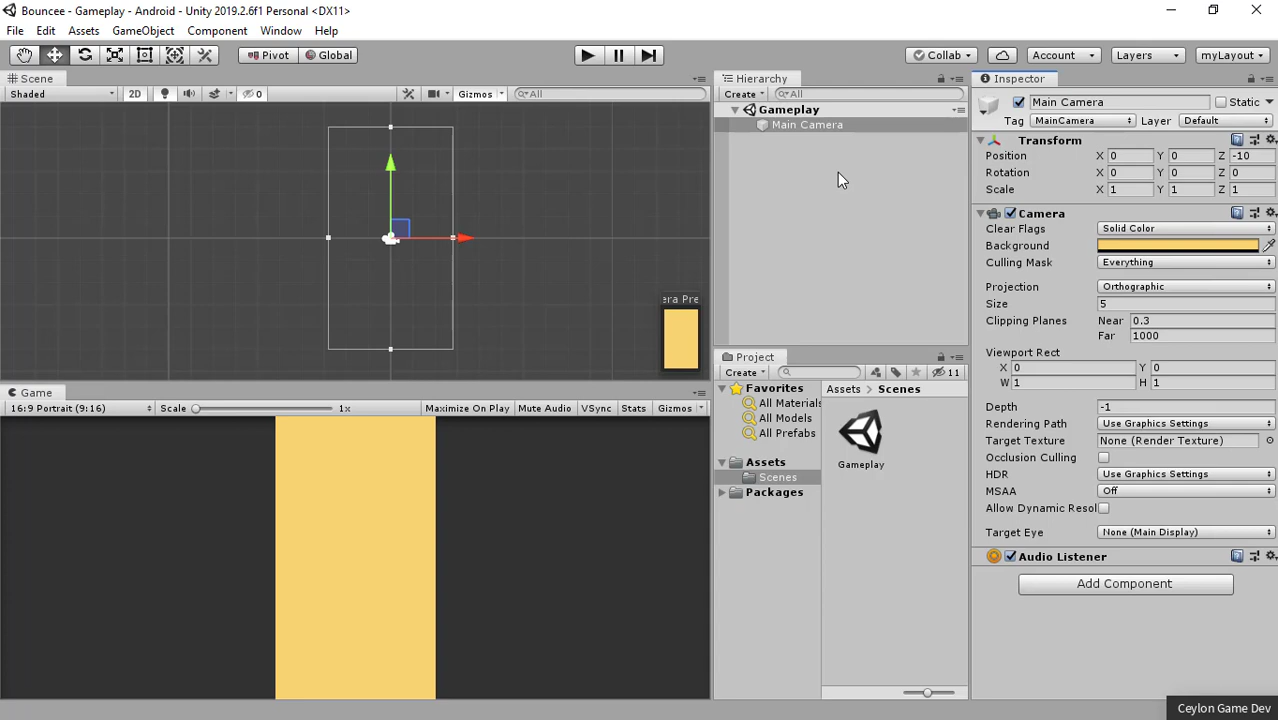 Bouncee - Gameplay - Android - Unity 2019.2.6f1 Personal <DX11>
File Edit Assets GameObject Component Window Help
Pivot Global Collab Account Layers myLayout
Scene
Shaded 2D 0 Gizmos All
era Pre
Game
16:9 Portrait (9:16) Scale 1x Maximize On Play Mute Audio VSync Stats Gizmos
Hierarchy
Create All
Gameplay
Main Camera
Project
Create 11
Favorites
All Materials
All Models
All Prefabs
Assets
Scenes
Packages
Assets > Scenes
Gameplay
Inspector
Main Camera Static
Tag MainCamera Layer Default
Transform
Position X 0 Y 0 Z -10
Rotation X 0 Y 0 Z 0
Scale X 1 Y 1 Z 1
Camera
Clear Flags Solid Color
Background
Culling Mask Everything
Projection Orthographic
Size 5
Clipping Planes Near 0.3
Far 1000
Viewport Rect
X 0 Y 0
W 1 H 1
Depth -1
Rendering Path Use Graphics Settings
Target Texture None (Render Texture)
Occlusion Culling
HDR Use Graphics Settings
MSAA Off
Allow Dynamic Resol
Target Eye None (Main Display)
Audio Listener
Add Component
Ceylon Game Dev